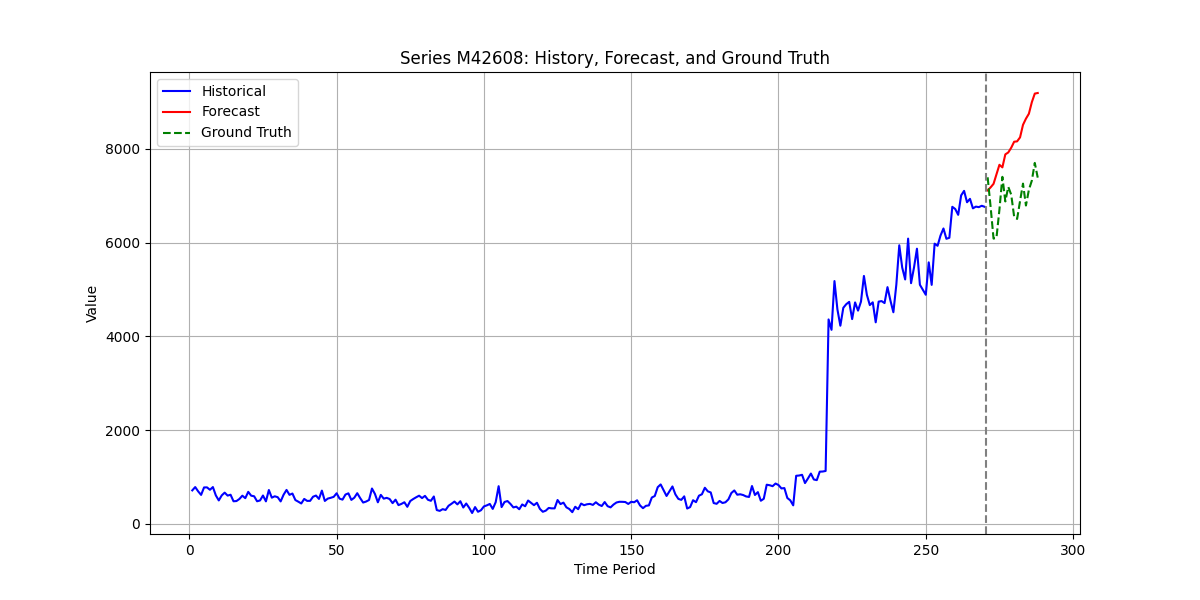 Series M42608: History, Forecast, and Ground Truth
Historical
Forecast
Ground Truth
8000
6000
4000
2000
0
Value
0 50 100 150 200 250 300
Time Period